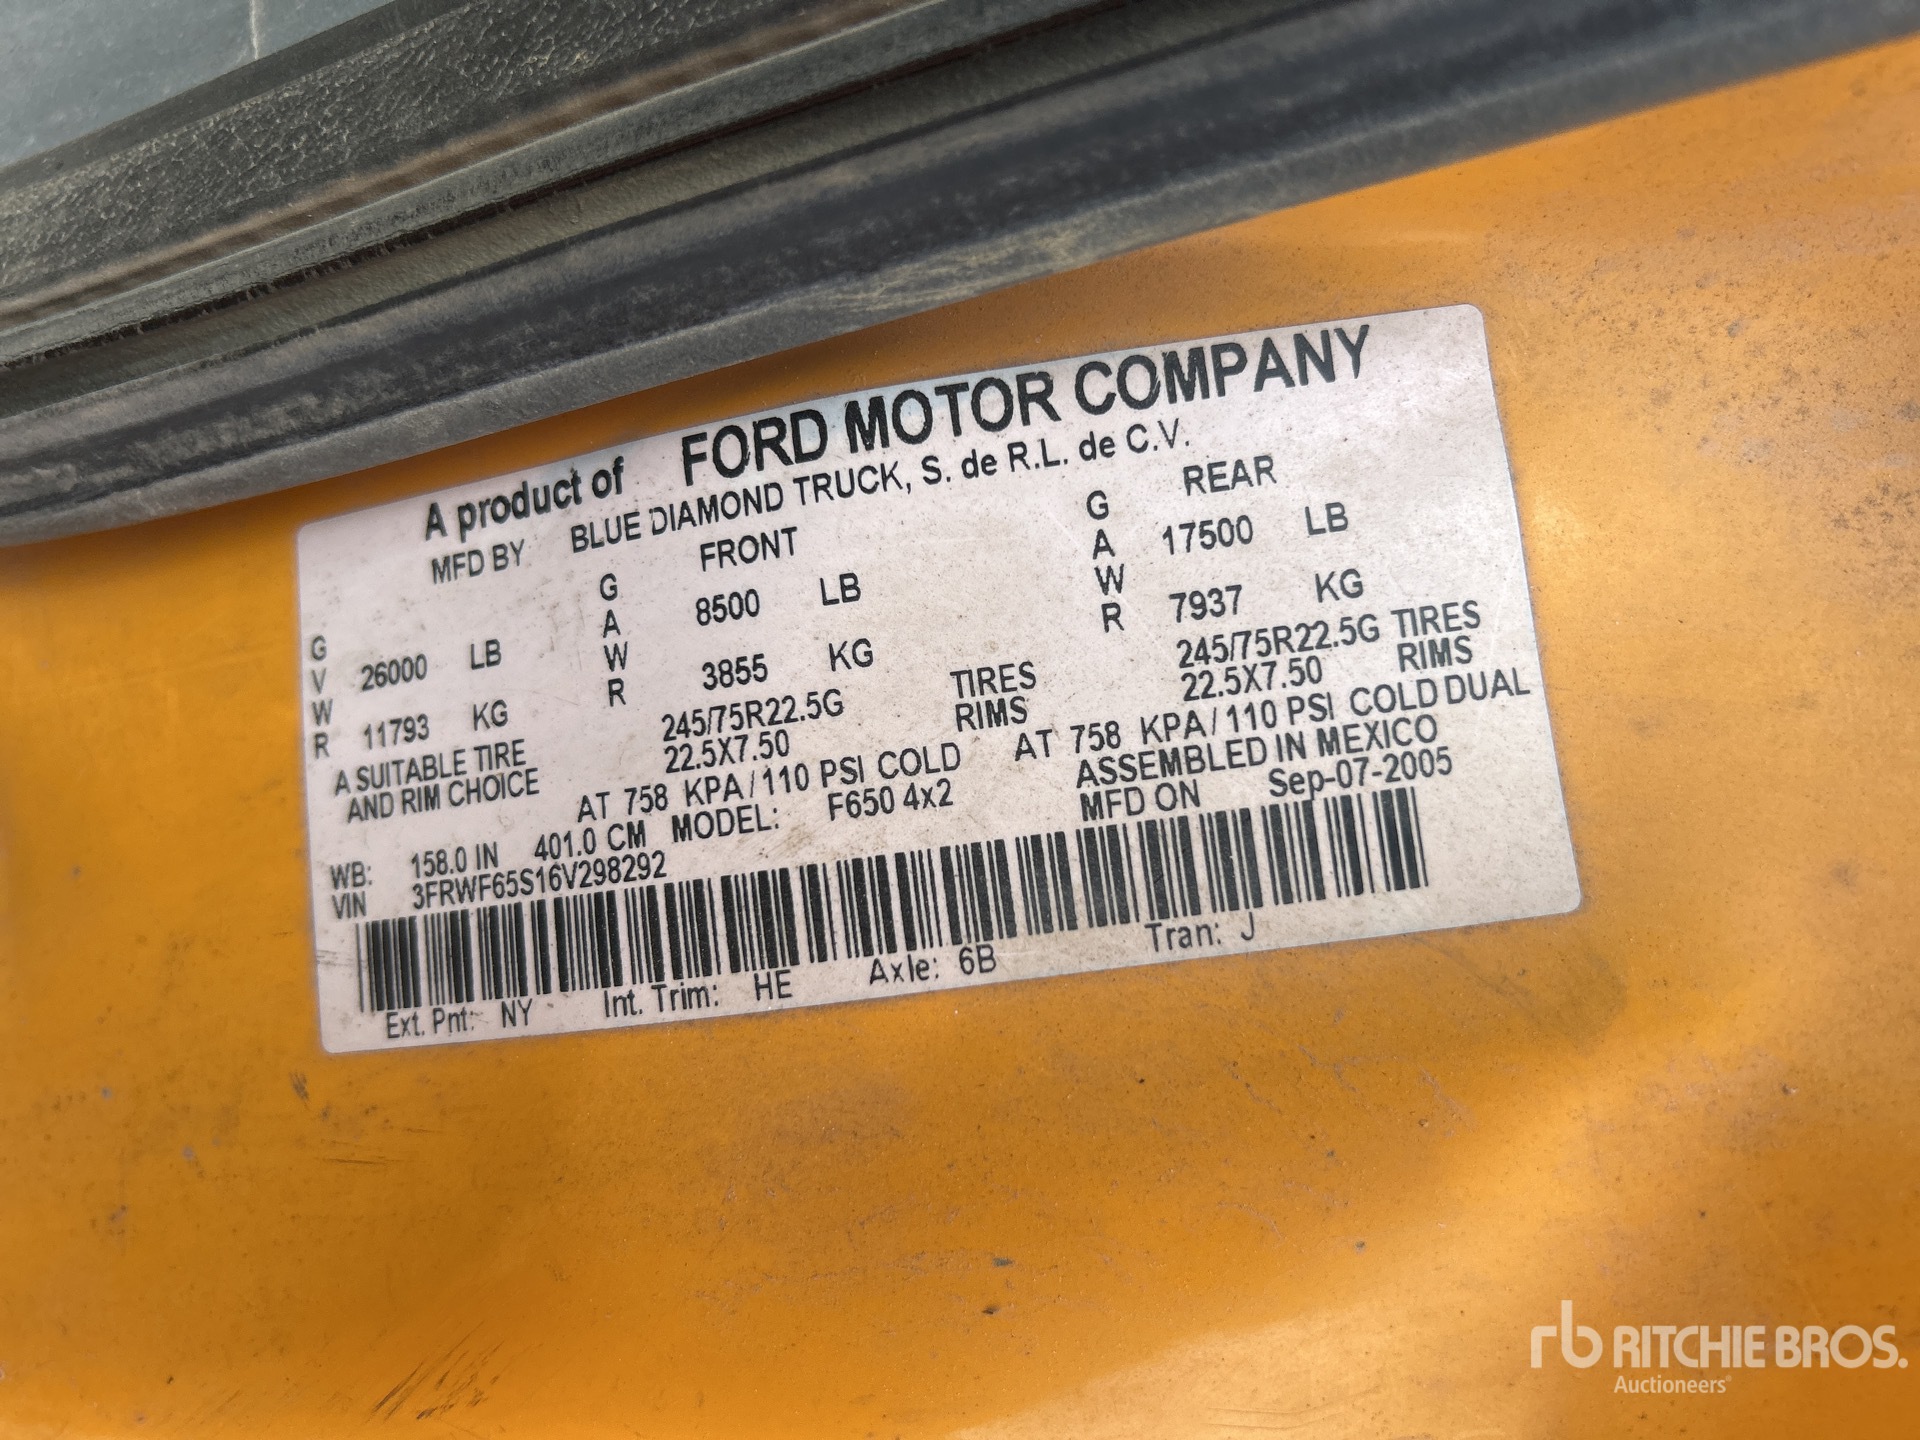 A product of FORD MOTOR COMPANY
MFD BY BLUE DIAMOND TRUCK, S. de R.L. de C.V.
FRONT REAR
GVWR 26000 LB GAWR 8500 LB GAWR 17500 LB
11793 KG 3855 KG 7937 KG
A SUITABLE TIRE 245/75R22.5G TIRES 245/75R22.5G TIRES
AND RIM CHOICE 22.5X7.50 RIMS 22.5X7.50 RIMS
AT 758 KPA/110 PSI COLD AT 758 KPA/110 PSI COLD DUAL
ASSEMBLED IN MEXICO
WB: 158.0 IN 401.0 CM MODEL: F650 4x2 MFD ON Sep-07-2005
VIN 3FRWF65S16V298292
Ext. Pnt: NY Int. Trim: HE Axle: 6B Tran: J
rb RITCHIE BROS.
Auctioneers